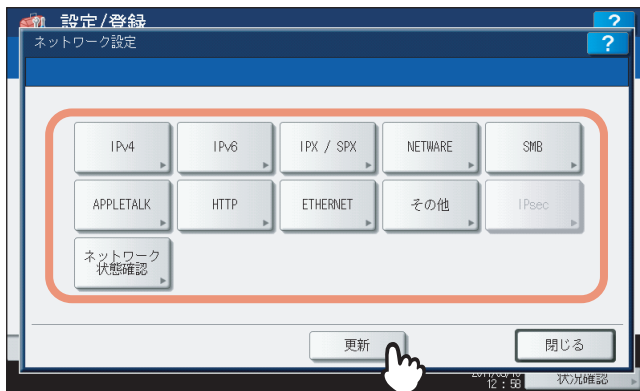 設定/登録
?
ネットワーク設定
?
IPv4
IPv6
IPX / SPX
NETWARE
SMB
APPLETALK
HTTP
ETHERNET
その他
IPsec
ネットワーク
状態確認
更新
閉じる
12:58
状況確認